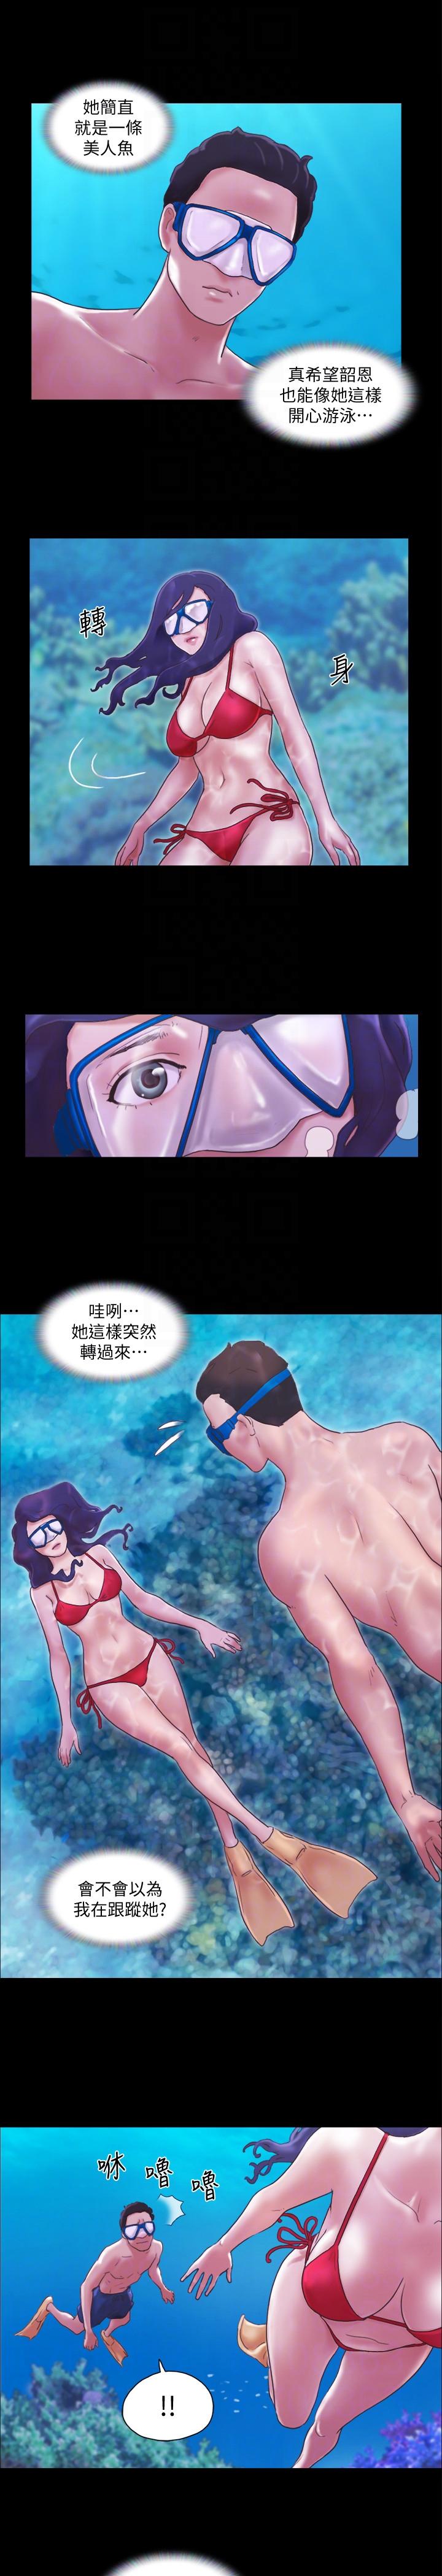 她簡直
就是一條
美人魚
真希望韶恩
也能像她這樣
開心游泳⋯
轉
身
哇咧⋯
她這樣突然
轉過來⋯
會不會以為
我在跟蹤她?
咻
嚕
嚕
!!